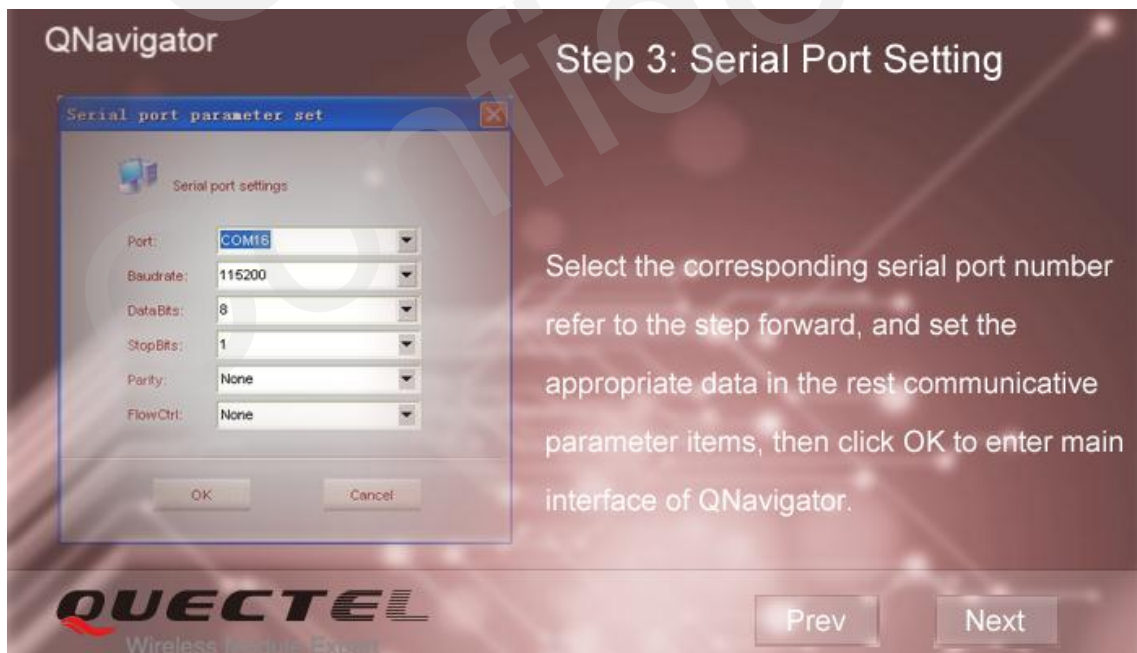 QNavigator
Step 3: Serial Port Setting
Serial port parameter set
Serial port settings
Port: COM16
Baudrate: 115200
DataBits: 8
StopBits: 1
Parity: None
FlowCtrl: None
OK Cancel
Select the corresponding serial port number
refer to the step forward, and set the
appropriate data in the rest communicative
parameter items, then click OK to enter main
interface of QNavigator.
QUECTEL
Wireless Module Expert
Prev Next